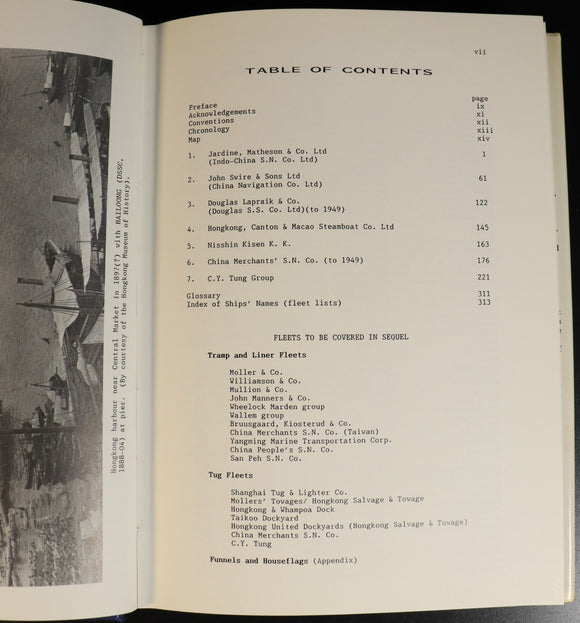 Hongkong harbour near Central Market in 1897(?) with HAILOONG (DSSC,
1888-04) at pier. (By courtesy of the Hongkong Museum of History).
vii
TABLE OF CONTENTS
page
Preface ix
Acknowledgements xi
Conventions xii
Chronology xiii
Map xiv
1. Jardine, Matheson & Co. Ltd 1
(Indo-China S.N. Co. Ltd)
2. John Swire & Sons Ltd 61
(China Navigation Co. Ltd)
3. Douglas Lapraik & Co. 122
(Douglas S.S. Co. Ltd)(to 1949)
4. Hongkong, Canton & Macao Steamboat Co. Ltd 145
5. Nisshin Kisen K. K. 163
6. China Merchants' S.N. Co. (to 1949) 176
7. C.Y. Tung Group 221
Glossary 311
Index of Ships' Names (fleet lists) 313
FLEETS TO BE COVERED IN SEQUEL
Tramp and Liner Fleets
Moller & Co.
Williamson & Co.
Mullion & Co.
John Manners & Co.
Wheelock Marden group
Wallem group
Bruusgaard, Kiosterud & Co.
China Merchants S.N. Co. (Taivan)
Yangning Marine Transportation Corp.
China People's S.N. Co.
San Peh S.N. Co.
Tug Fleets
Shanghai Tug & Lighter Co.
Mollers' Towages/ Hongkong Salvage & Towage
Hongkong & Whampoa Dock
Taikoo Dockyard
Hongkong United Dockyards (Hongkong Salvage & Towage)
China Merchants S.N. Co.
C.Y. Tung
Funnels and Houseflags (Appendix)